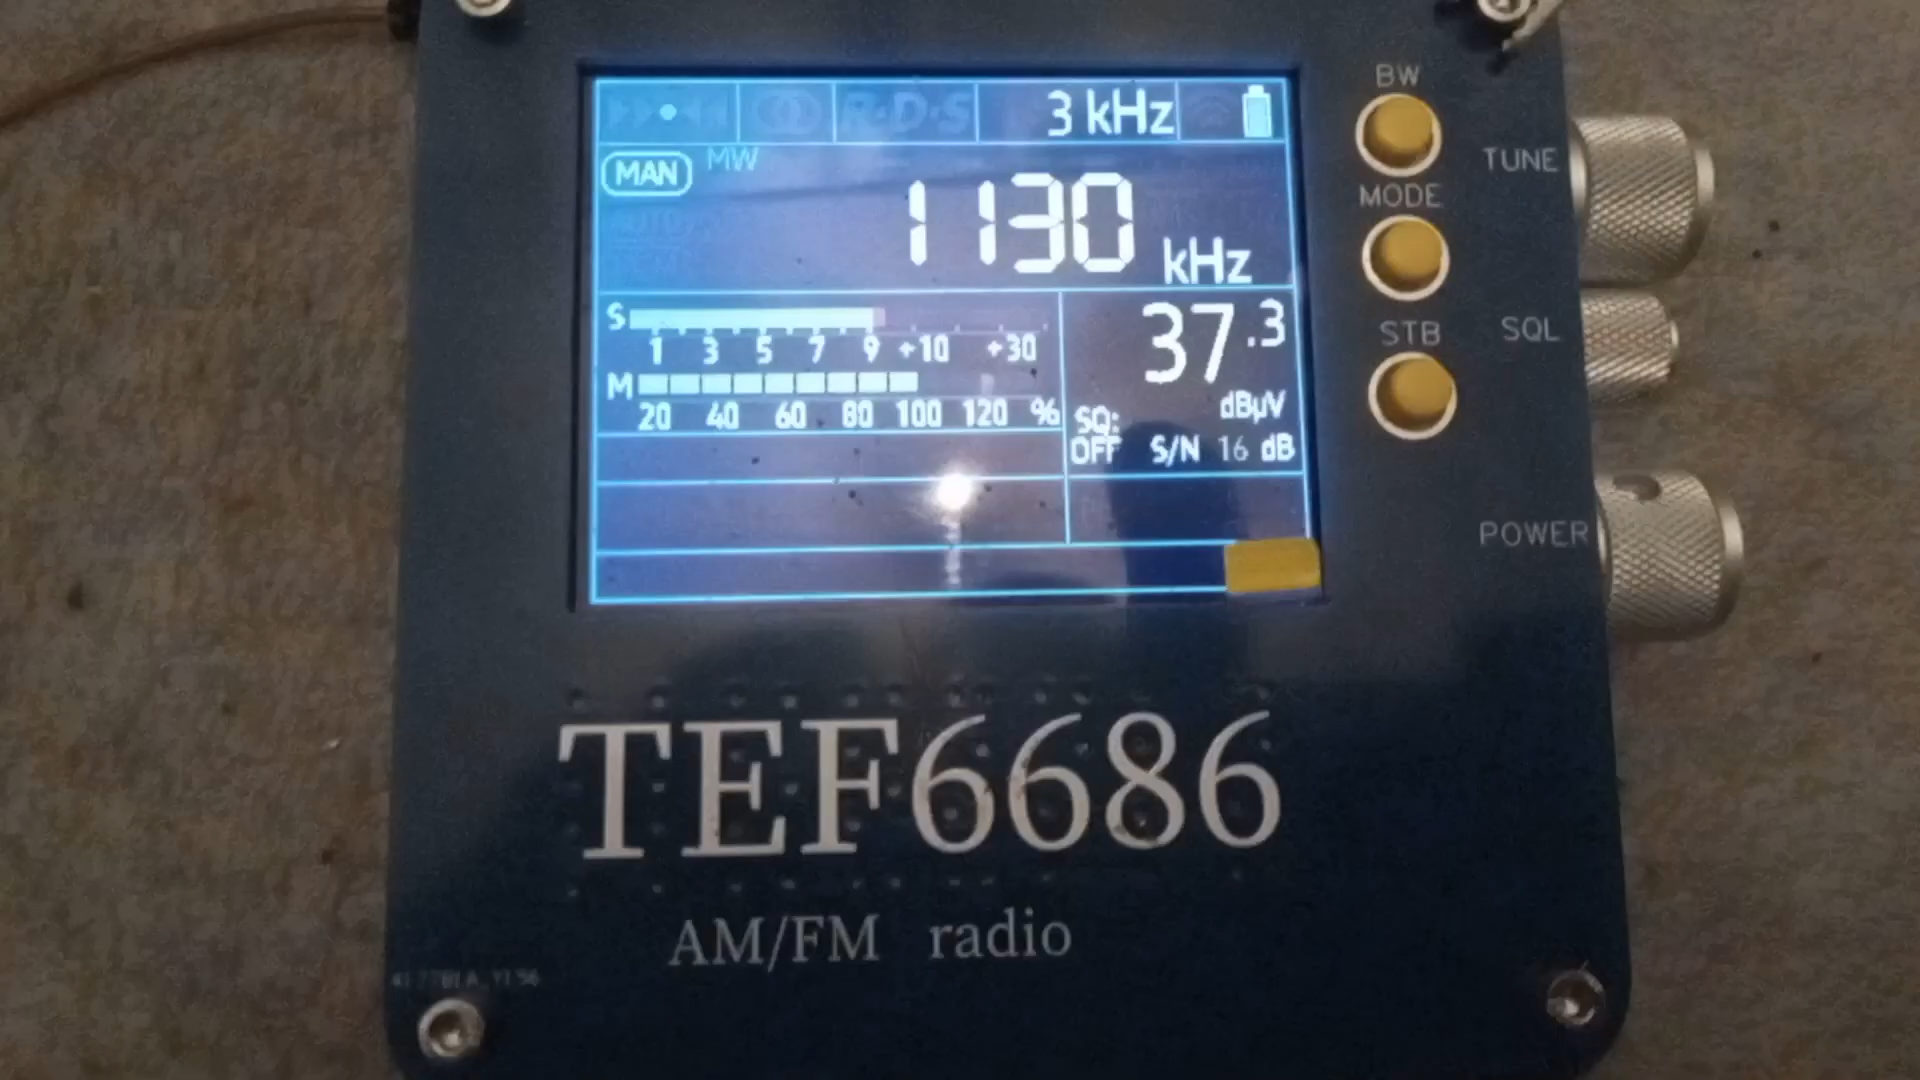 R·D·S 3 kHz
MAN MW
AUTO
1130 kHz
S
1 3 5 7 9 +10 +30
M
20 40 60 80 100 120 %
37.3
dBµV
SQ:
OFF S/N 16 dB
BW
TUNE
MODE
STB
SQL
POWER
TEF6686
AM/FM radio